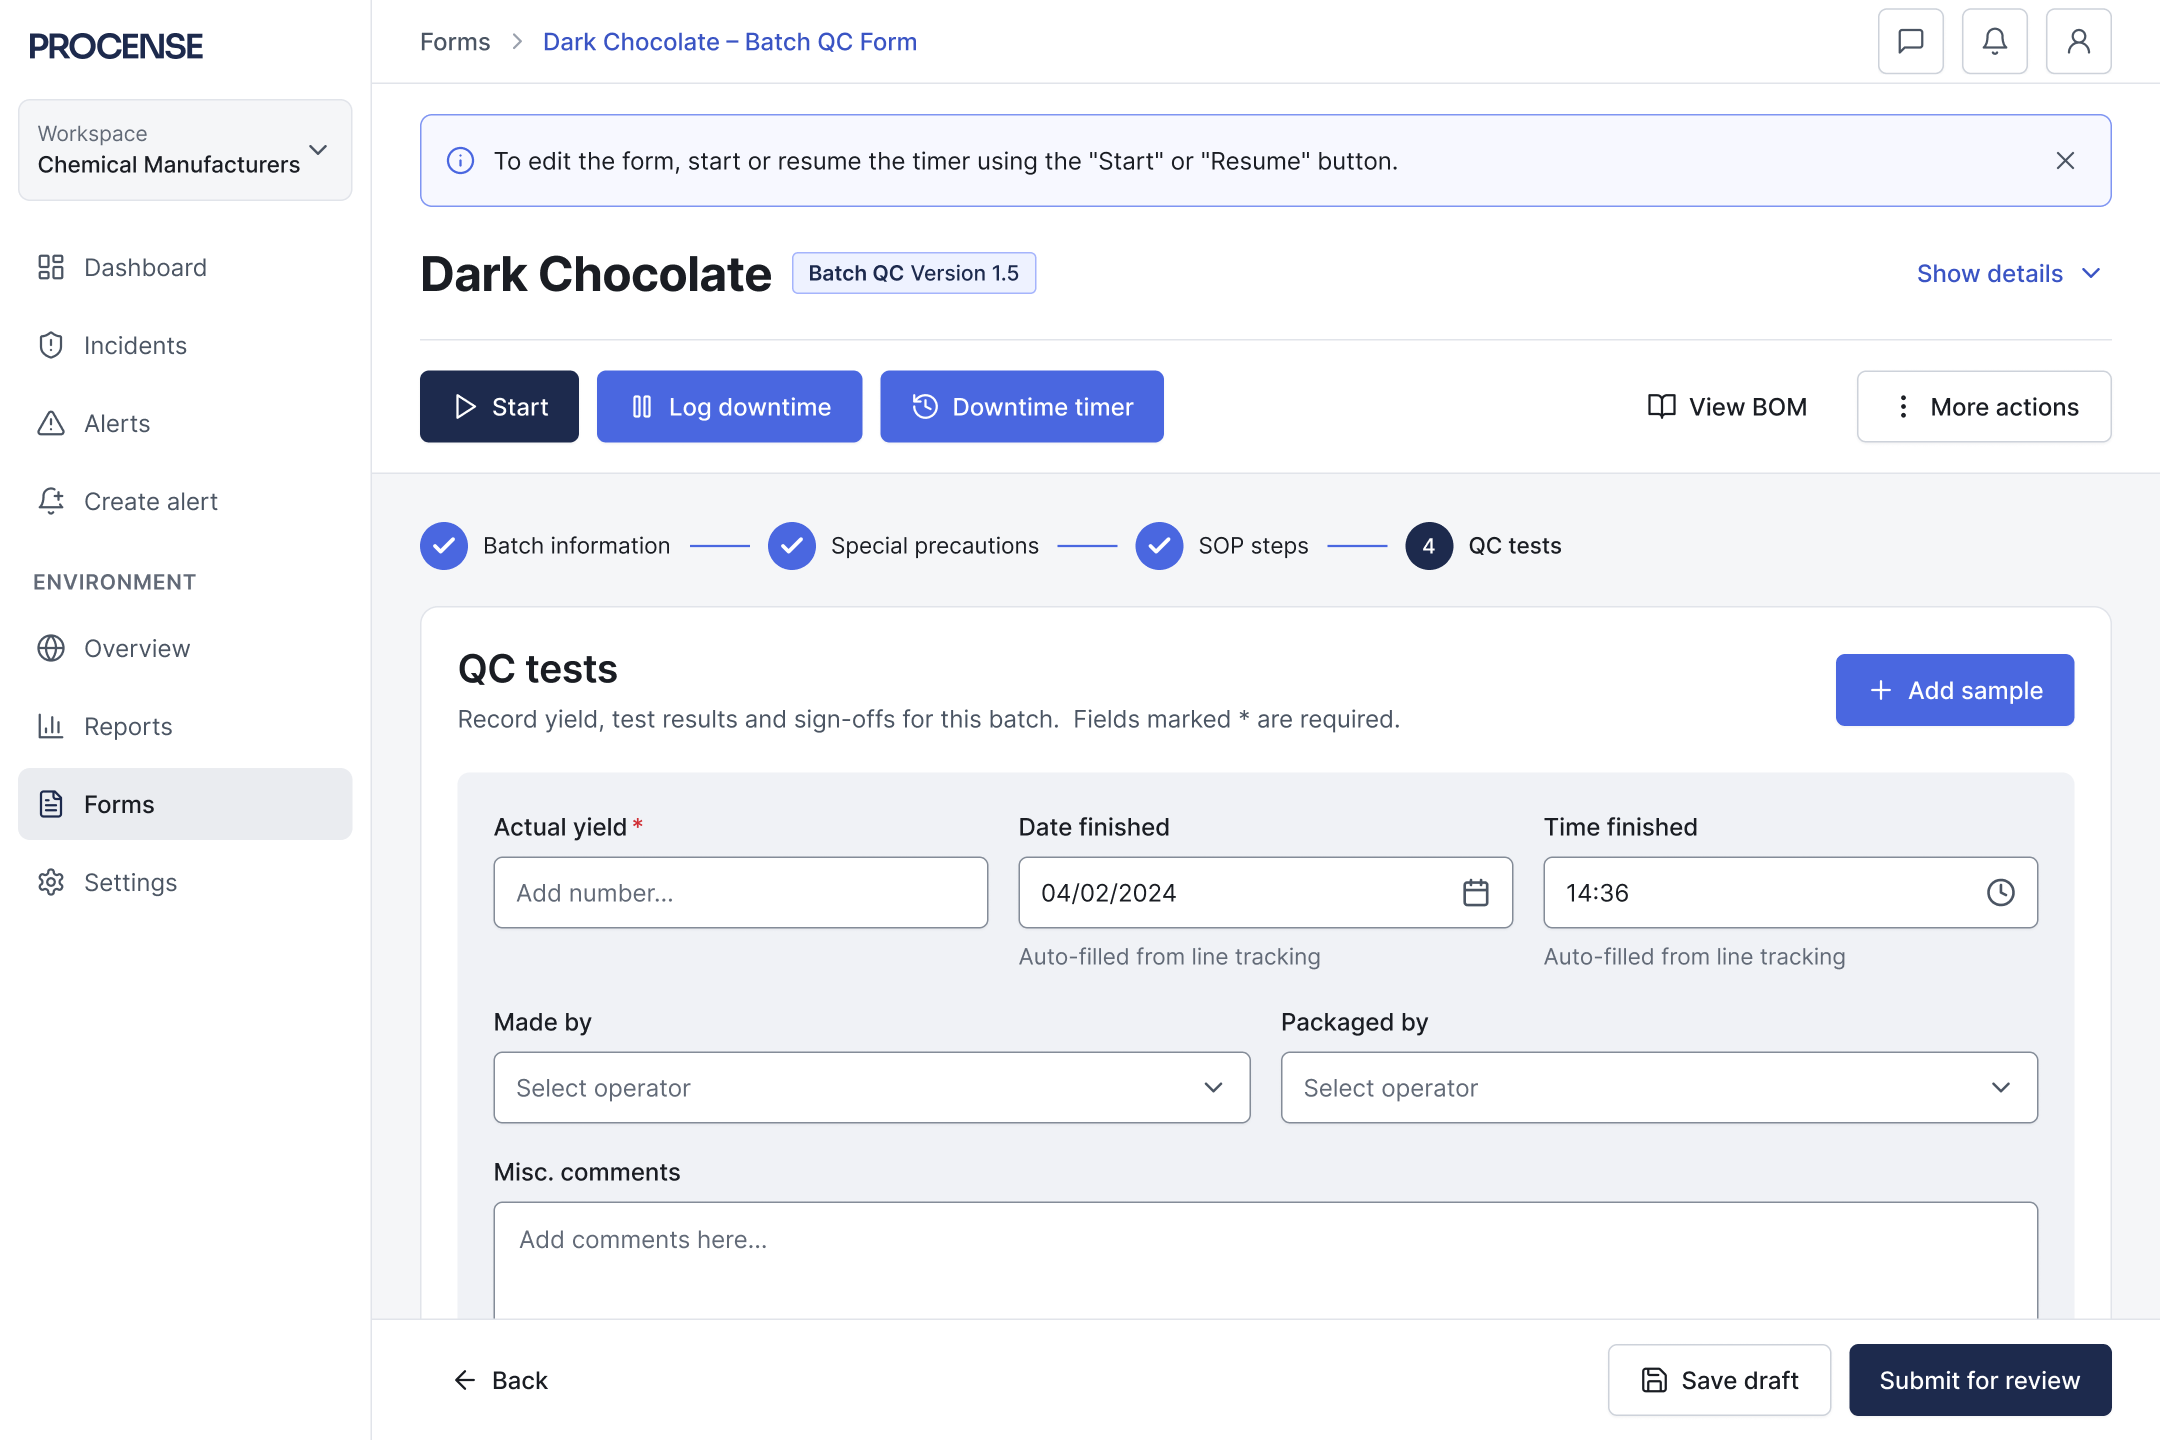 PROCENSE
Workspace
Chemical Manufacturers
Dashboard
Incidents
Alerts
Create alert
ENVIRONMENT
Overview
Reports
Forms
Settings
Forms > Dark Chocolate – Batch QC Form
To edit the form, start or resume the timer using the "Start" or "Resume" button.
Dark Chocolate
Batch QC Version 1.5
Show details
Start
Log downtime
Downtime timer
View BOM
More actions
Batch information
Special precautions
SOP steps
4 QC tests
QC tests
Record yield, test results and sign-offs for this batch. Fields marked * are required.
Add sample
Actual yield *
Add number...
Date finished
04/02/2024
Auto-filled from line tracking
Time finished
14:36
Auto-filled from line tracking
Made by
Select operator
Packaged by
Select operator
Misc. comments
Add comments here...
Back
Save draft
Submit for review